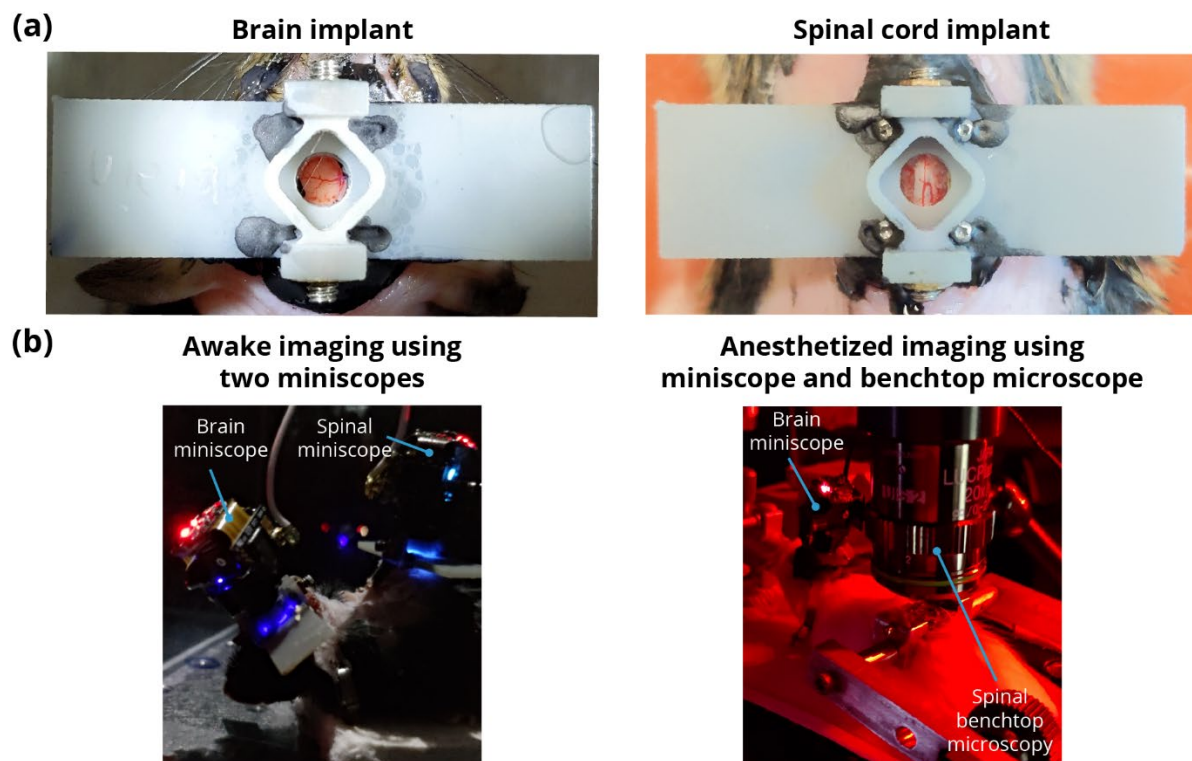 (a)
Brain implant
Spinal cord implant
(b)
Awake imaging using
two miniscopes
Anesthetized imaging using
miniscope and benchtop microscope
Brain
miniscope
Spinal
miniscope
Brain
miniscope
Spinal
benchtop
microscopy